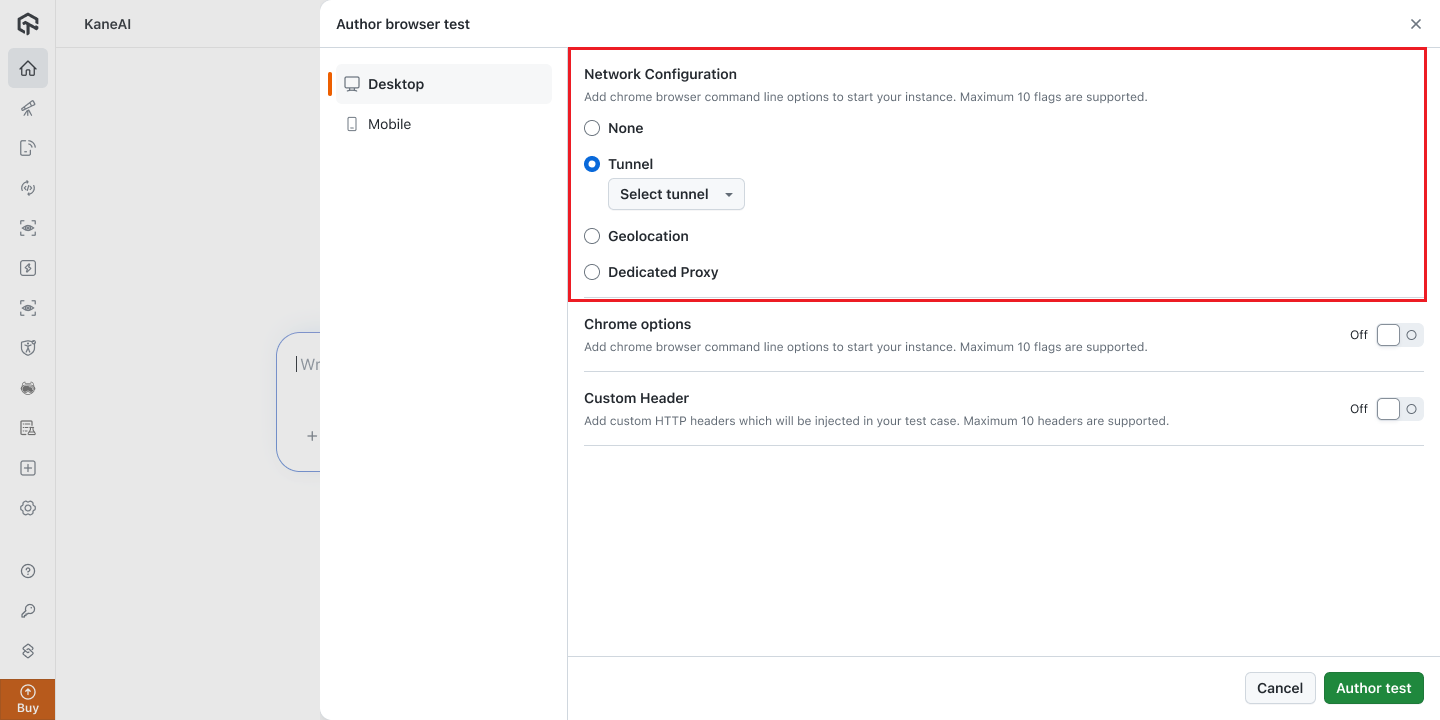 KaneAI
Author browser test
Desktop
Mobile
Network Configuration
Add chrome browser command line options to start your instance. Maximum 10 flags are supported.
None
Tunnel
Select tunnel
Geolocation
Dedicated Proxy
Chrome options
Add chrome browser command line options to start your instance. Maximum 10 flags are supported.
Off
Custom Header
Add custom HTTP headers which will be injected in your test case. Maximum 10 headers are supported.
Off
Wr
Buy
Cancel
Author test